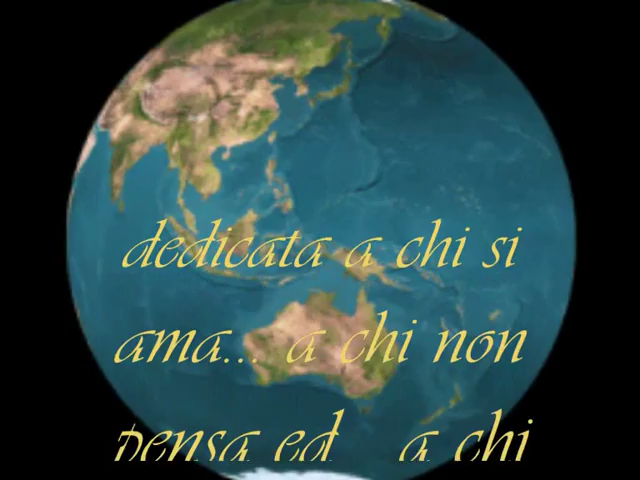 dedicata a chi si
ama... a chi non
pensa ed a chi